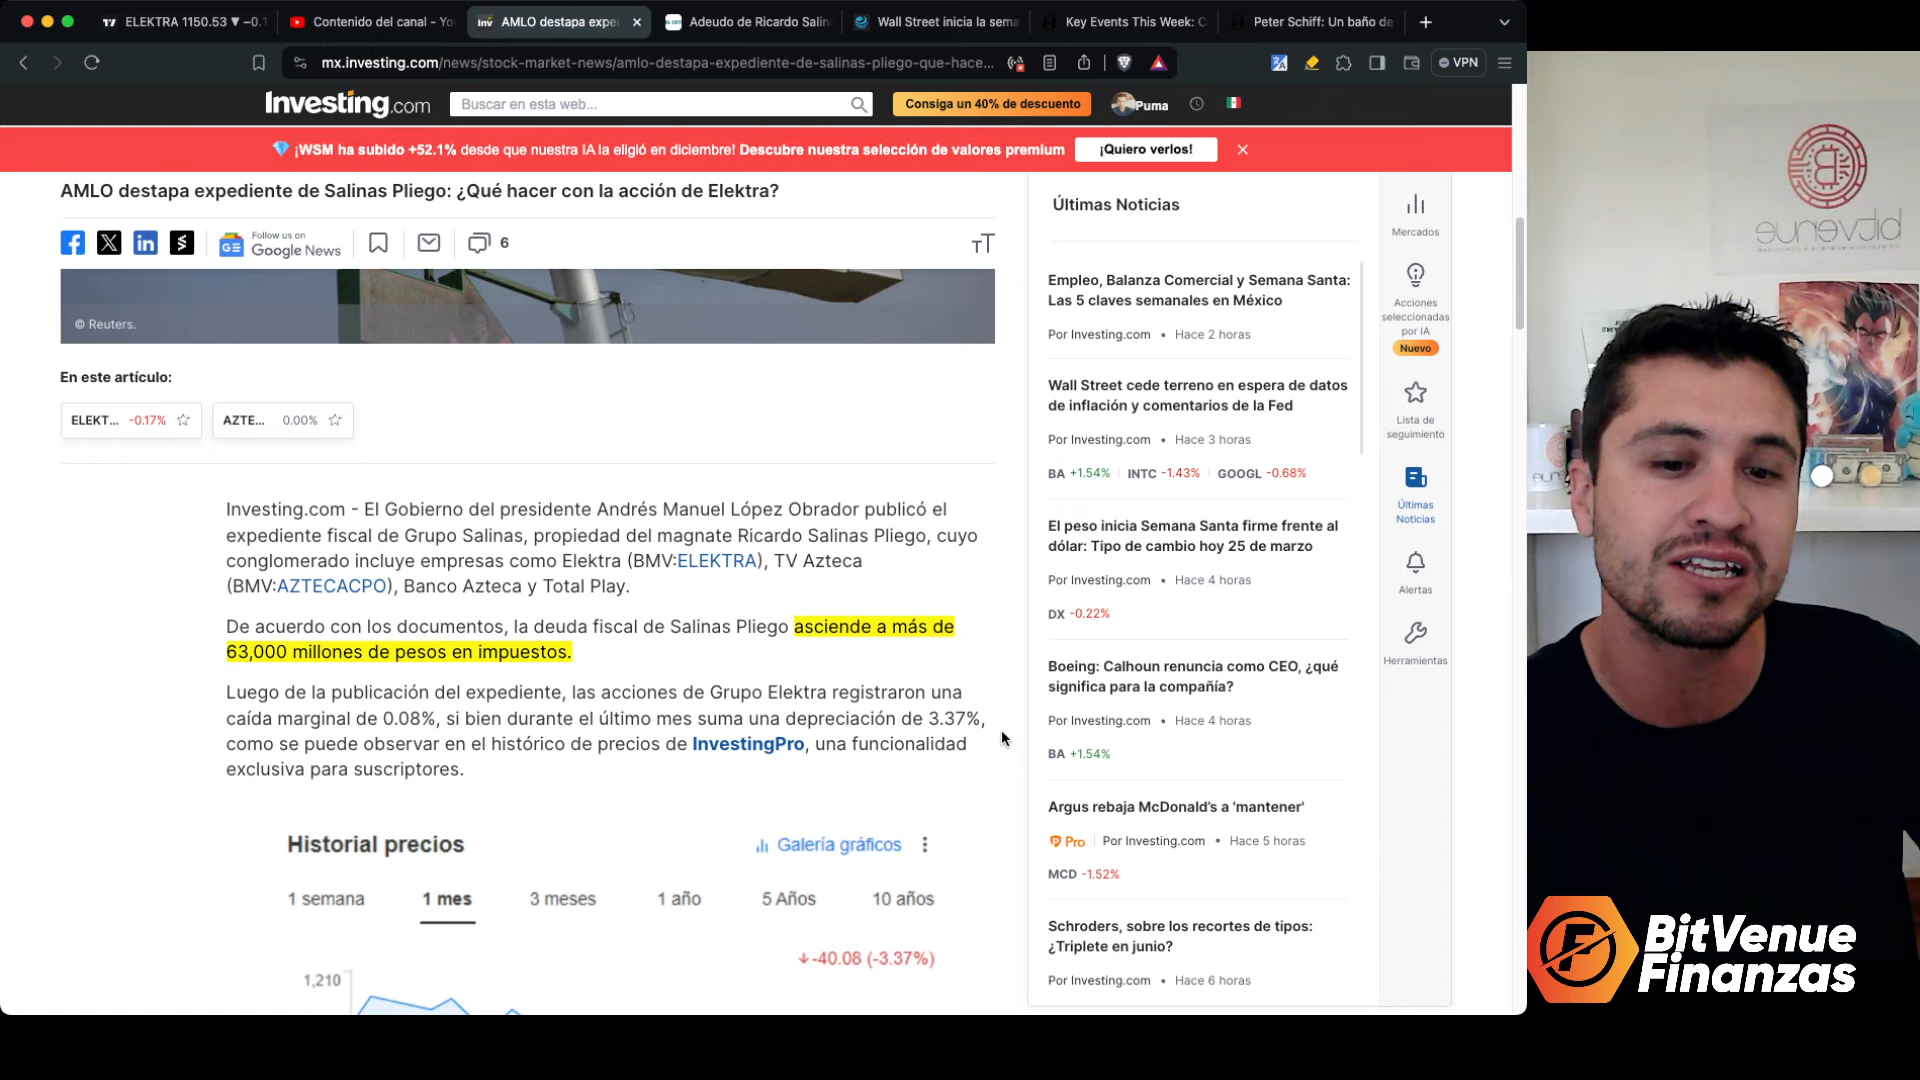 ELEKTRA 1150.53 ▼ −0.1
Contenido del canal - Yo
AMLO destapa expe
Adeudo de Ricardo Salin
Wall Street inicia la sema
Key Events This Week: C
Peter Schiff: Un baño de
mx.investing.com/news/stock-market-news/amlo-destapa-expediente-de-salinas-pliego-que-hace...
VPN
Investing.com
Buscar en esta web...
Consiga un 40% de descuento
Puma
¡WSM ha subido +52.1% desde que nuestra IA la eligió en diciembre! Descubre nuestra selección de valores premium
¡Quiero verlos!
AMLO destapa expediente de Salinas Pliego: ¿Qué hacer con la acción de Elektra?
Follow us on
Google News
6
© Reuters.
En este artículo:
ELEKT... -0.17%
AZTE... 0.00%
Investing.com - El Gobierno del presidente Andrés Manuel López Obrador publicó el
expediente fiscal de Grupo Salinas, propiedad del magnate Ricardo Salinas Pliego, cuyo
conglomerado incluye empresas como Elektra (BMV:ELEKTRA), TV Azteca
(BMV:AZTECACPO), Banco Azteca y Total Play.
De acuerdo con los documentos, la deuda fiscal de Salinas Pliego asciende a más de
63,000 millones de pesos en impuestos.
Luego de la publicación del expediente, las acciones de Grupo Elektra registraron una
caída marginal de 0.08%, si bien durante el último mes suma una depreciación de 3.37%,
como se puede observar en el histórico de precios de InvestingPro, una funcionalidad
exclusiva para suscriptores.
Historial precios
Galería gráficos
1 semana
1 mes
3 meses
1 año
5 Años
10 años
-40.08 (-3.37%)
1,210
Últimas Noticias
Empleo, Balanza Comercial y Semana Santa:
Las 5 claves semanales en México
Por Investing.com • Hace 2 horas
Wall Street cede terreno en espera de datos
de inflación y comentarios de la Fed
Por Investing.com • Hace 3 horas
BA +1.54% INTC -1.43% GOOGL -0.68%
El peso inicia Semana Santa firme frente al
dólar: Tipo de cambio hoy 25 de marzo
Por Investing.com • Hace 4 horas
DX -0.22%
Boeing: Calhoun renuncia como CEO, ¿qué
significa para la compañía?
Por Investing.com • Hace 4 horas
BA +1.54%
Argus rebaja McDonald’s a 'mantener'
Pro Por Investing.com • Hace 5 horas
MCD -1.52%
Schroders, sobre los recortes de tipos:
¿Triplete en junio?
Por Investing.com • Hace 6 horas
Mercados
Acciones
seleccionadas
por IA
Nuevo
Lista de
seguimiento
Últimas
Noticias
Alertas
Herramientas
bitvenue
BitVenue
Finanzas